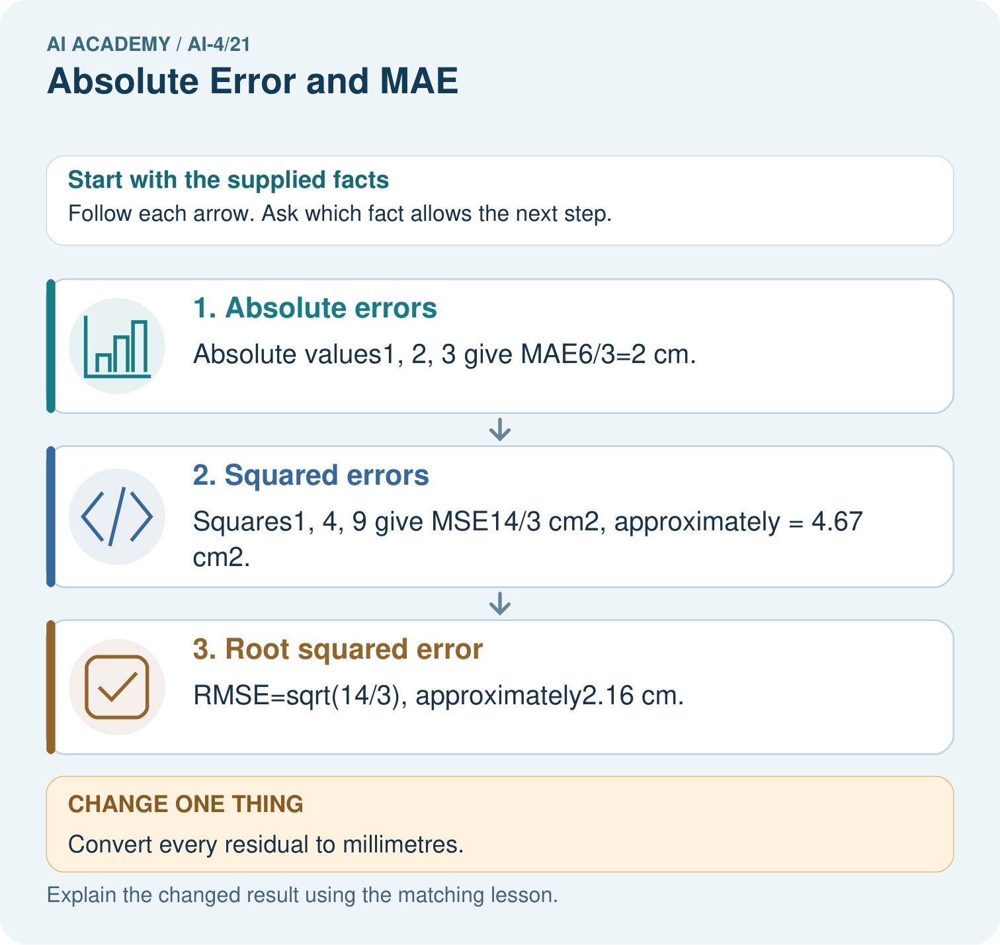 AI ACADEMY / AI-4/21
Absolute Error and MAE
Start with the supplied facts
Follow each arrow. Ask which fact allows the next step.
1. Absolute errors
Absolute values1, 2, 3 give MAE6/3=2 cm.
2. Squared errors
Squares1, 4, 9 give MSE14/3 cm2, approximately = 4.67
cm2.
3. Root squared error
RMSE=sqrt(14/3), approximately2.16 cm.
CHANGE ONE THING
Convert every residual to millimetres.
Explain the changed result using the matching lesson.